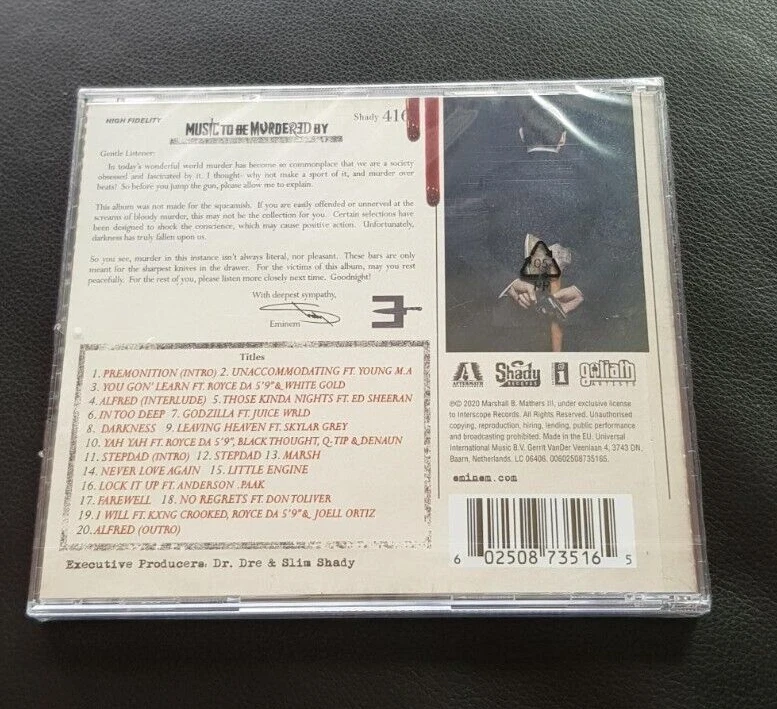 HIGH FIDELITY
MUSIC TO BE MURDERED BY
Shady 416
Gentle Listener:
In today's wonderful world murder has become so commonplace that we are a society
obsessed and fascinated by it. I thought- why not make a sport of it, and murder over
beats? So before you jump the gun, please allow me to explain.
This album was not made for the squeamish. If you are easily offended or unnerved at the
screams of bloody murder, this may not be the collection for you. Certain selections have
been designed to shock the conscience, which may cause positive action. Unfortunately,
darkness has truly fallen upon us.
So you see, murder in this instance isn't always literal, nor pleasant. These bars are only
meant for the sharpest knives in the drawer. For the victims of this album, may you rest
peacefully. For the rest of you, please listen more closely next time. Goodnight!
With deepest sympathy,
Eminem
Titles
1. PREMONITION (INTRO) 2. UNACCOMMODATING FT. YOUNG M.A
3. YOU GON' LEARN FT. ROYCE DA 5'9" & WHITE GOLD
4. ALFRED (INTERLUDE) 5. THOSE KINDA NIGHTS FT. ED SHEERAN
6. IN TOO DEEP 7. GODZILLA FT. JUICE WRLD
8. DARKNESS 9. LEAVING HEAVEN FT. SKYLAR GREY
10. YAH YAH FT. ROYCE DA 5'9", BLACK THOUGHT, Q-TIP & DENAUN
11. STEPDAD (INTRO) 12. STEPDAD 13. MARSH
14. NEVER LOVE AGAIN 15. LITTLE ENGINE
16. LOCK IT UP FT. ANDERSON .PAAK
17. FAREWELL 18. NO REGRETS FT. DON TOLIVER
19. I WILL FT. KXNG CROOKED, ROYCE DA 5'9" & JOELL ORTIZ
20. ALFRED (OUTRO)
Executive Producers: Dr. Dre & Slim Shady
AFTERMATH
Shady
RECORDS
goliath
ARTISTS
℗© 2020 Marshall B. Mathers III, under exclusive license
to Interscope Records. All Rights Reserved. Unauthorised
copying, reproduction, hiring, lending, public performance
and broadcasting prohibited. Made in the EU. Universal
International Music B.V. Gerrit VanDer Veenlaan 4, 3743 DN,
Baarn, Netherlands. LC 06406. 00602508735165.
eminem.com
6 02508 73516 5